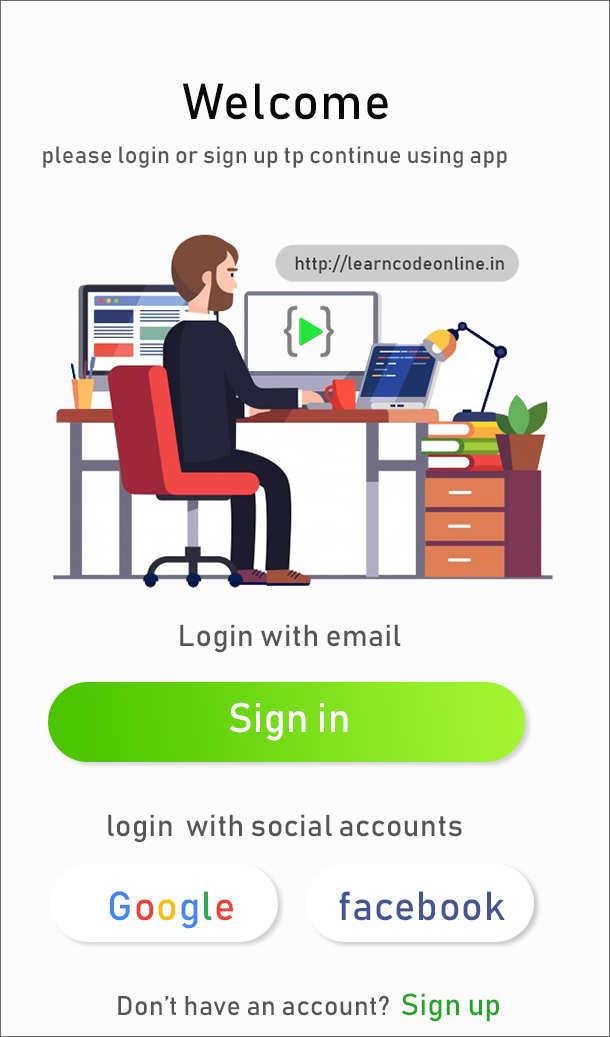 Welcome
please login or sign up tp continue using app
http://learncodeonline.in
Login with email
Sign in
login with social accounts
Google
facebook
Don't have an account? Sign up